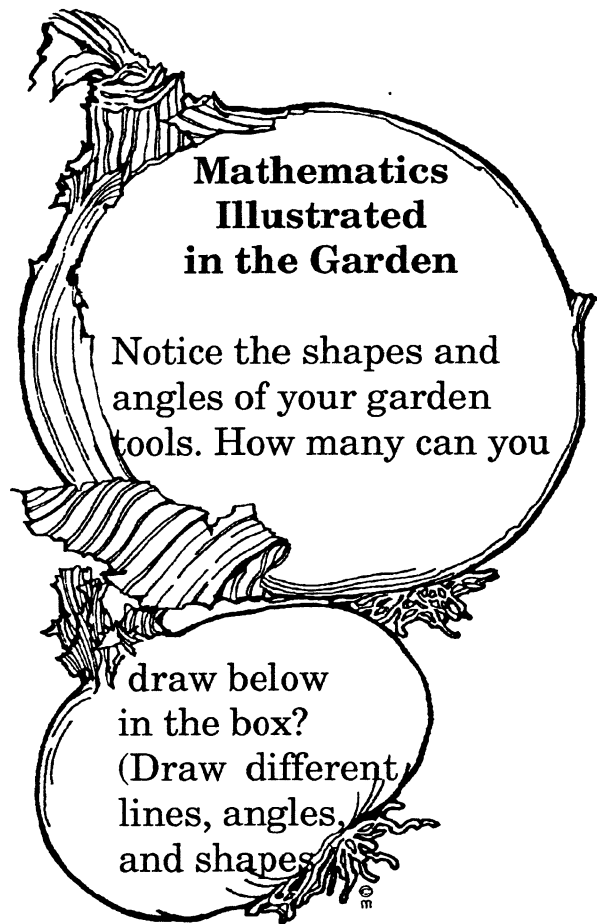 Mathematics
Illustrated
in the Garden
Notice the shapes and
angles of your garden
tools. How many can you
draw below
in the box?
(Draw different
lines, angles,
and shapes
©m